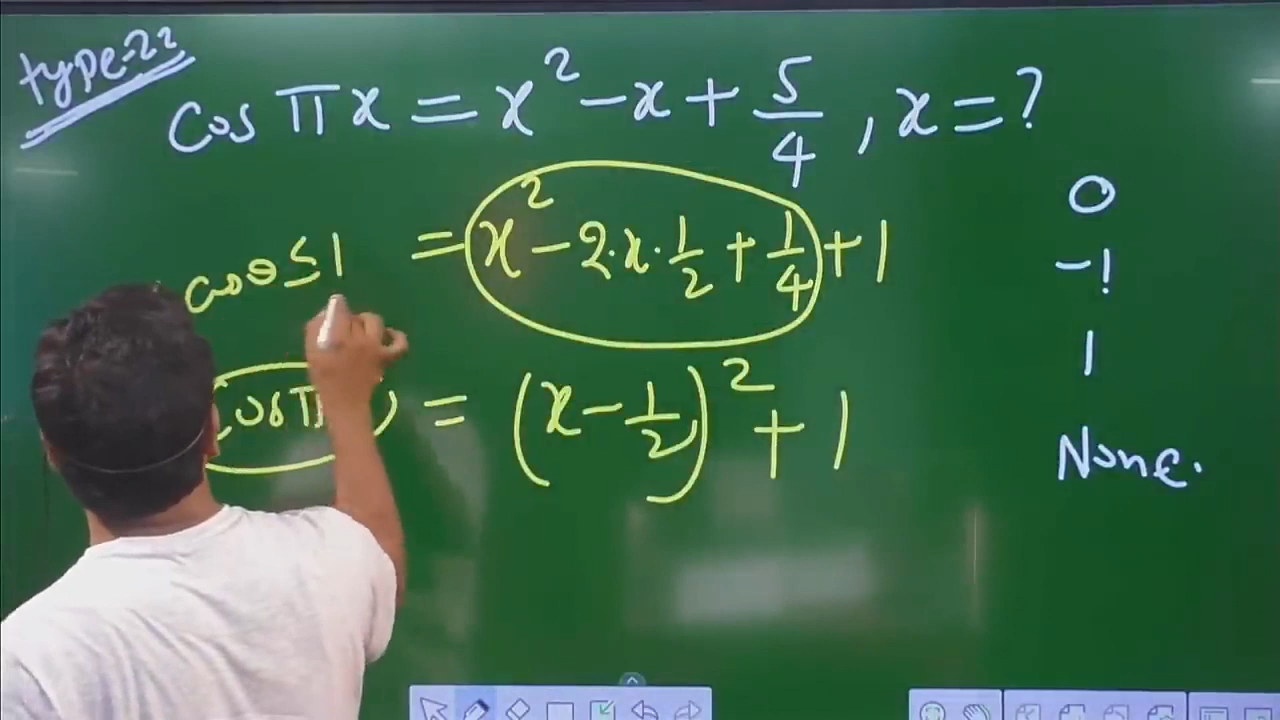 type-22
cos πx = x² - x + 5/4, x = ?
0
cosθ ≤ 1 = x² - 2·x·1/2 + 1/4 + 1
-1
1
= (x - 1/2)² + 1
None.